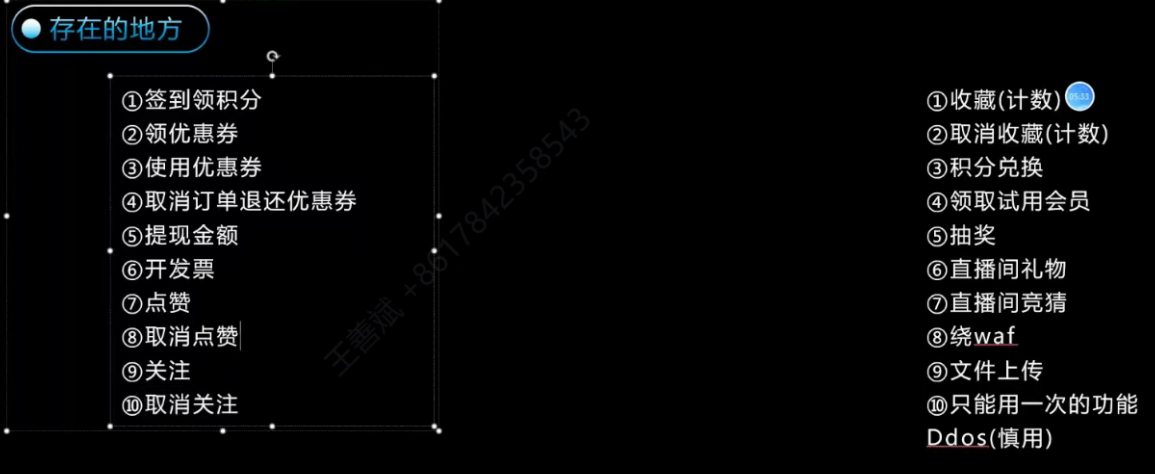 存在的地方
①签到领积分
②领优惠券
③使用优惠券
④取消订单退还优惠券
⑤提现金额
⑥开发票
⑦点赞
⑧取消点赞
⑨关注
⑩取消关注
①收藏(计数)
05:33
②取消收藏(计数)
③积分兑换
④领取试用会员
⑤抽奖
⑥直播间礼物
⑦直播间竞猜
⑧绕waf
⑨文件上传
⑩只能用一次的功能
Ddos(慎用)
王善斌 +8617842358543